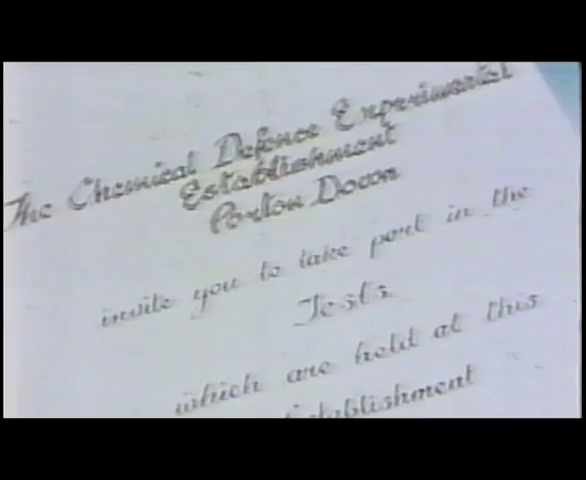 The Chemical Defence Experimental
Establishment
Porton Down
invite you to take part in the
Tests
which are held at this
Establishment